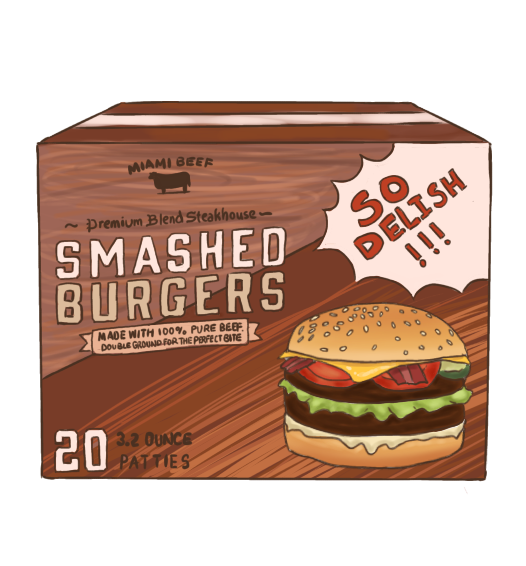 MIAMI BEEF
SO
DELISH
!!!
~ Premium Blend Steakhouse ~
SMASHED
BURGERS
MADE WITH 100% PURE BEEF.
DOUBLE GROUND FOR THE PERFECT BITE
20 3.2 OUNCE
PATTIES